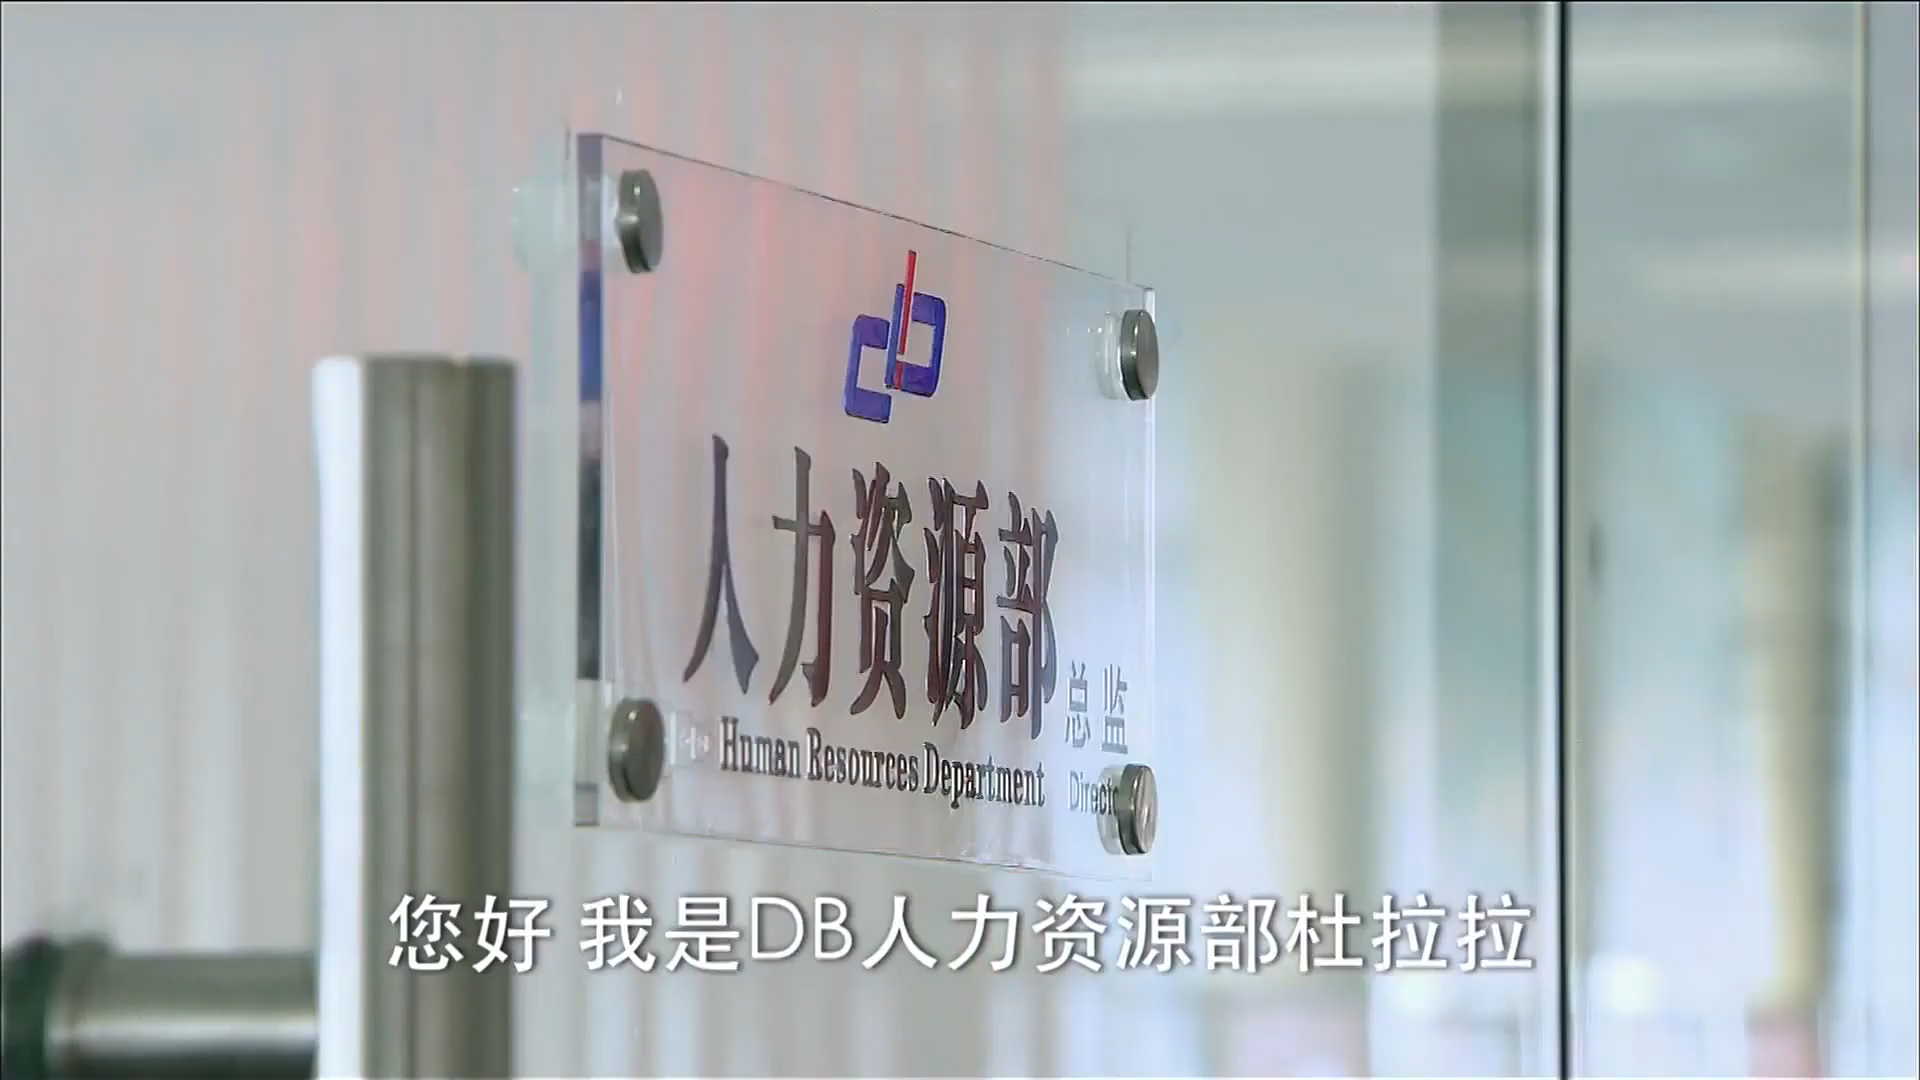 db
人力资源部 总监
Human Resources Department
您好 我是DB人力资源部杜拉拉